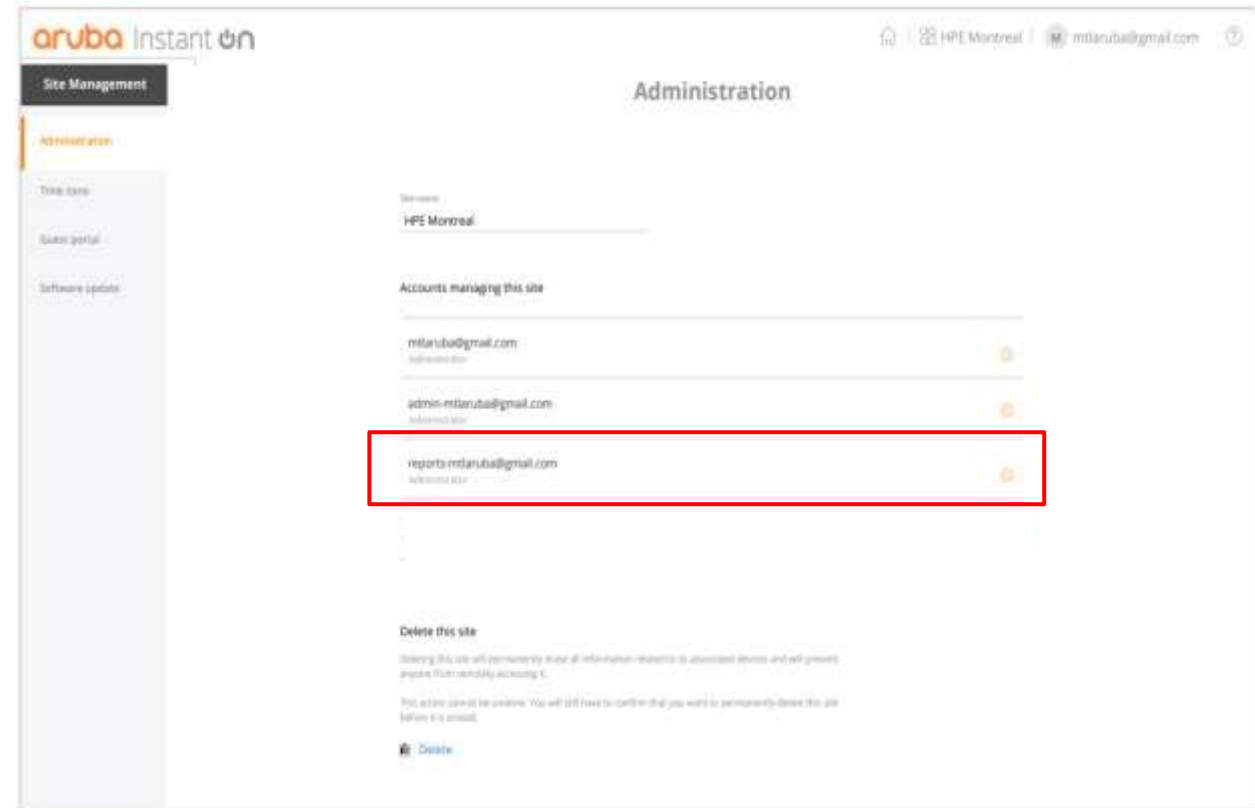 aruba Instant on
HPE Montreal
M mtlaruba@gmail.com
?
Site Management
Administration
Administration
Time zone
Guest portal
Software update
Site name
HPE Montreal
Accounts managing this site
mtlaruba@gmail.com
Administrator
admin-mtlaruba@gmail.com
Administrator
reports-mtlaruba@gmail.com
Administrator
Delete this site
Deleting this site will permanently erase all information related to its associated devices and will prevent
anyone from remotely accessing it.
This action cannot be undone. You will still have to confirm that you want to permanently delete this site
before it is erased.
Delete